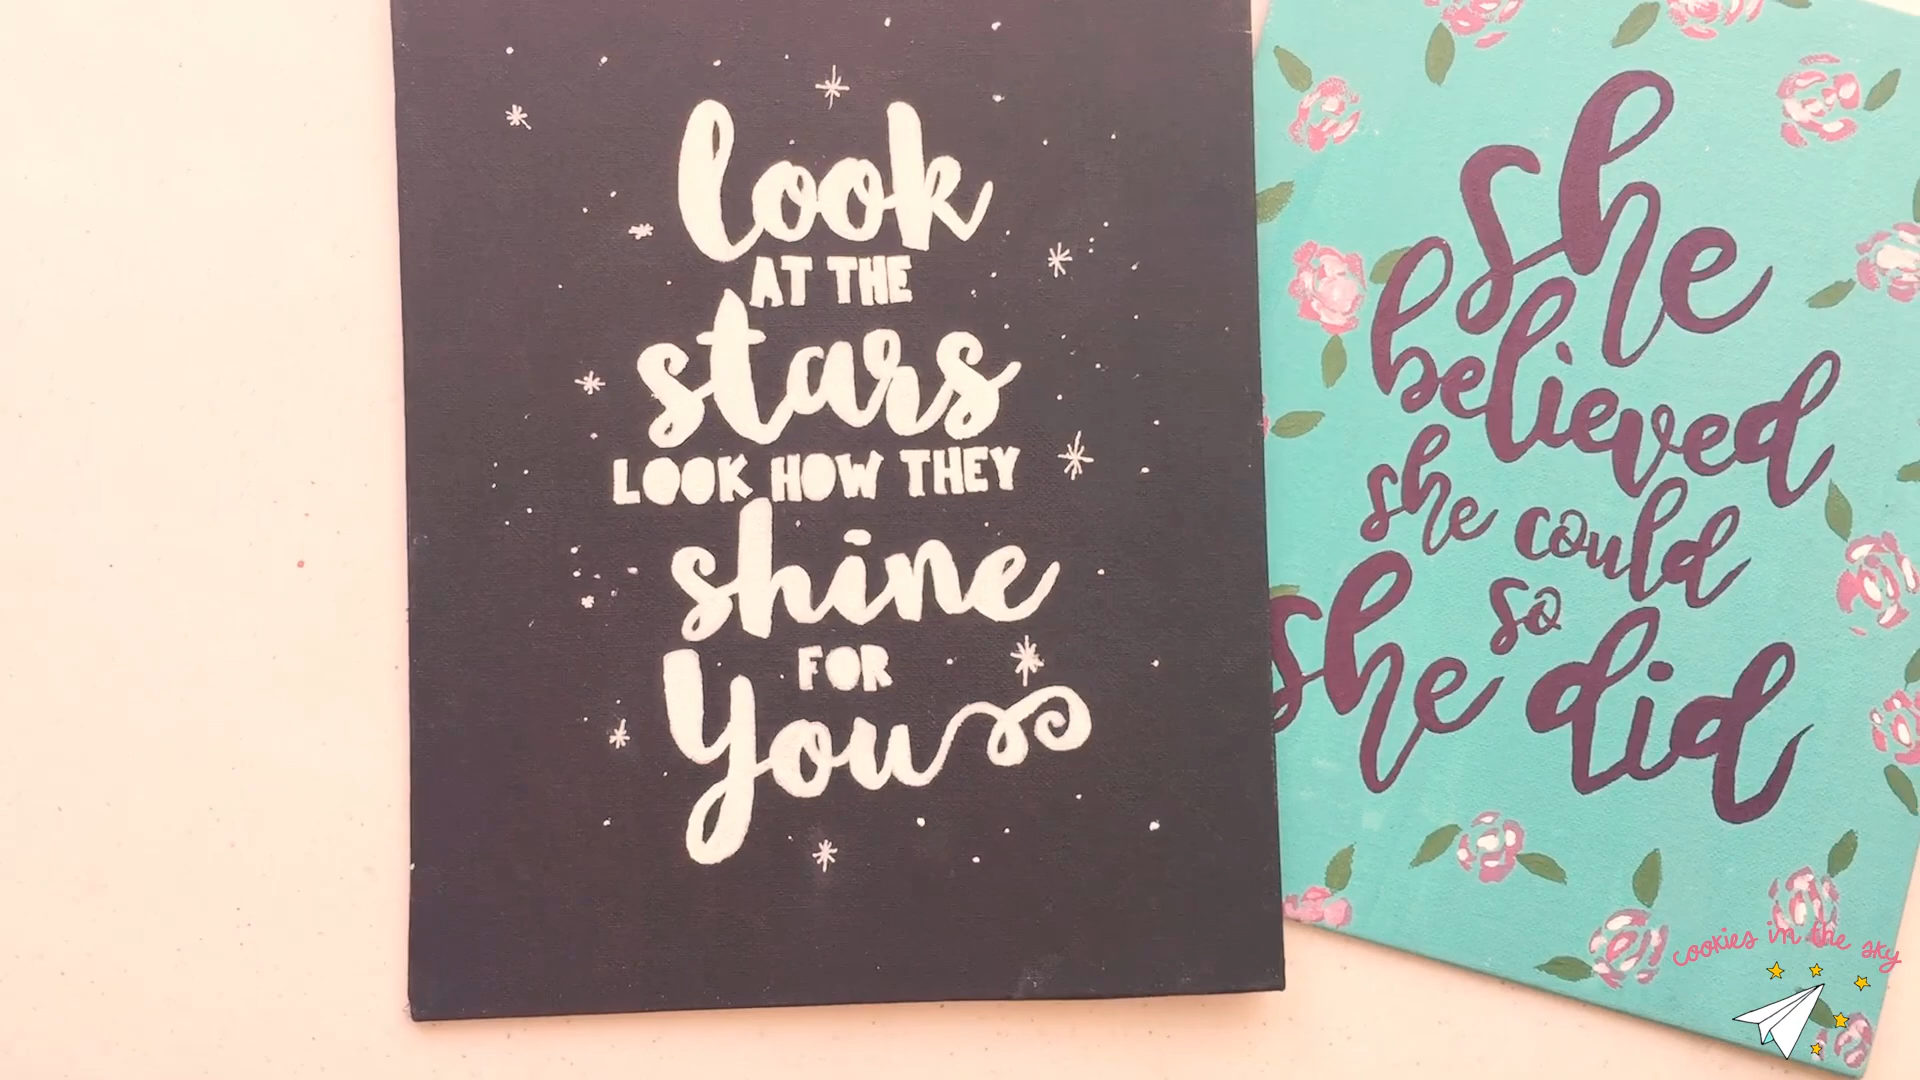 look
AT THE
stars
LOOK HOW THEY
shine
FOR
you
she
believed
she could
so
she did
cookies in the sky